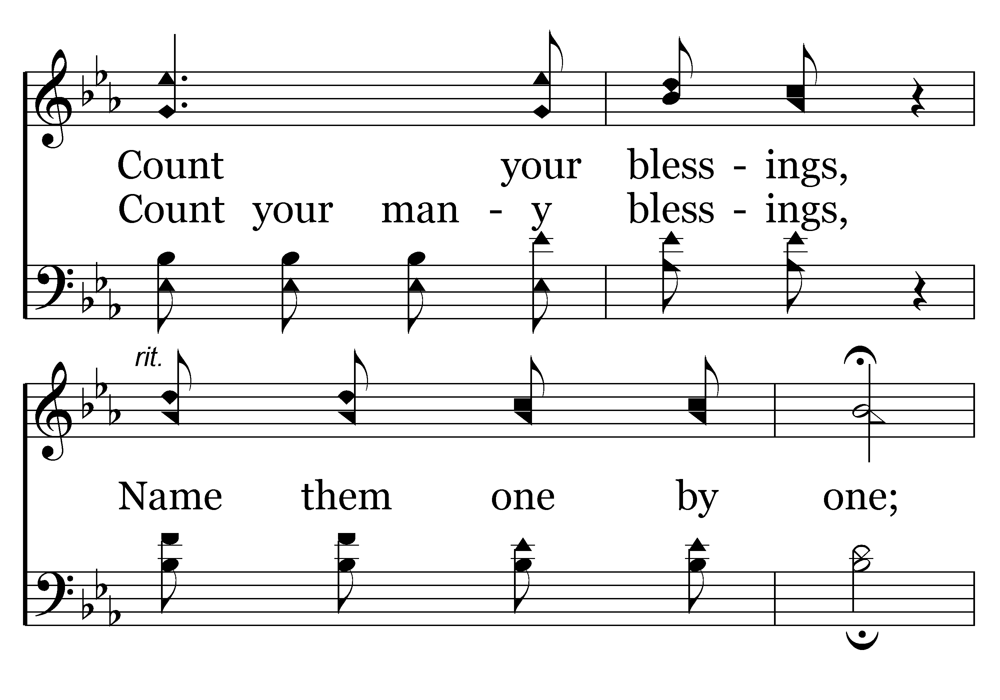 Count your bless - ings,
Count your man - y bless - ings,
rit.
Name them one by one;